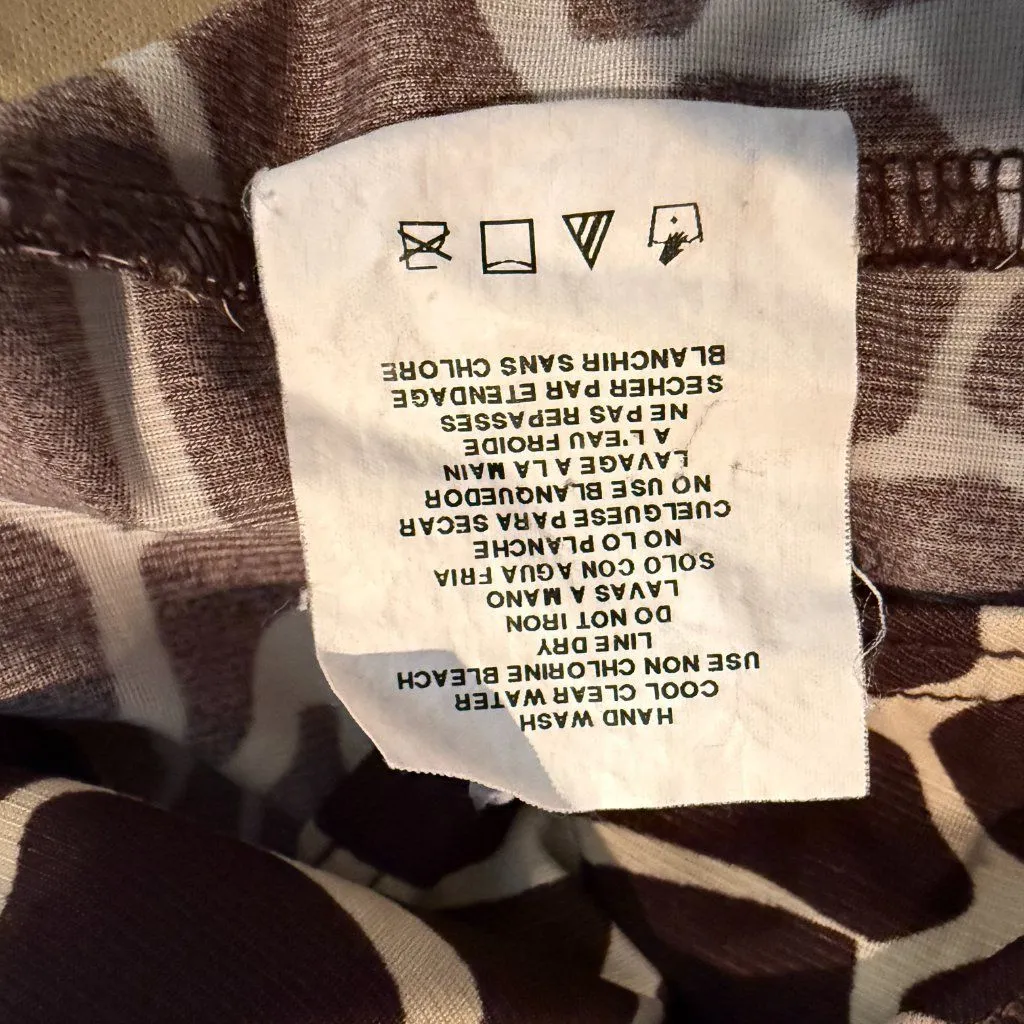 HAND WASH
COOL CLEAR WATER
USE NON CHLORINE BLEACH
LINE DRY
DO NOT IRON
LAVAS A MANO
SOLO CON AGUA FRIA
NO LO PLANCHE
CUELGUESE PARA SECAR
NO USE BLANQUEDOR
LAVAGE A LA MAIN
A L'EAU FROIDE
NE PAS REPASSES
SECHER PAR ETENDAGE
BLANCHIR SANS CHLORE